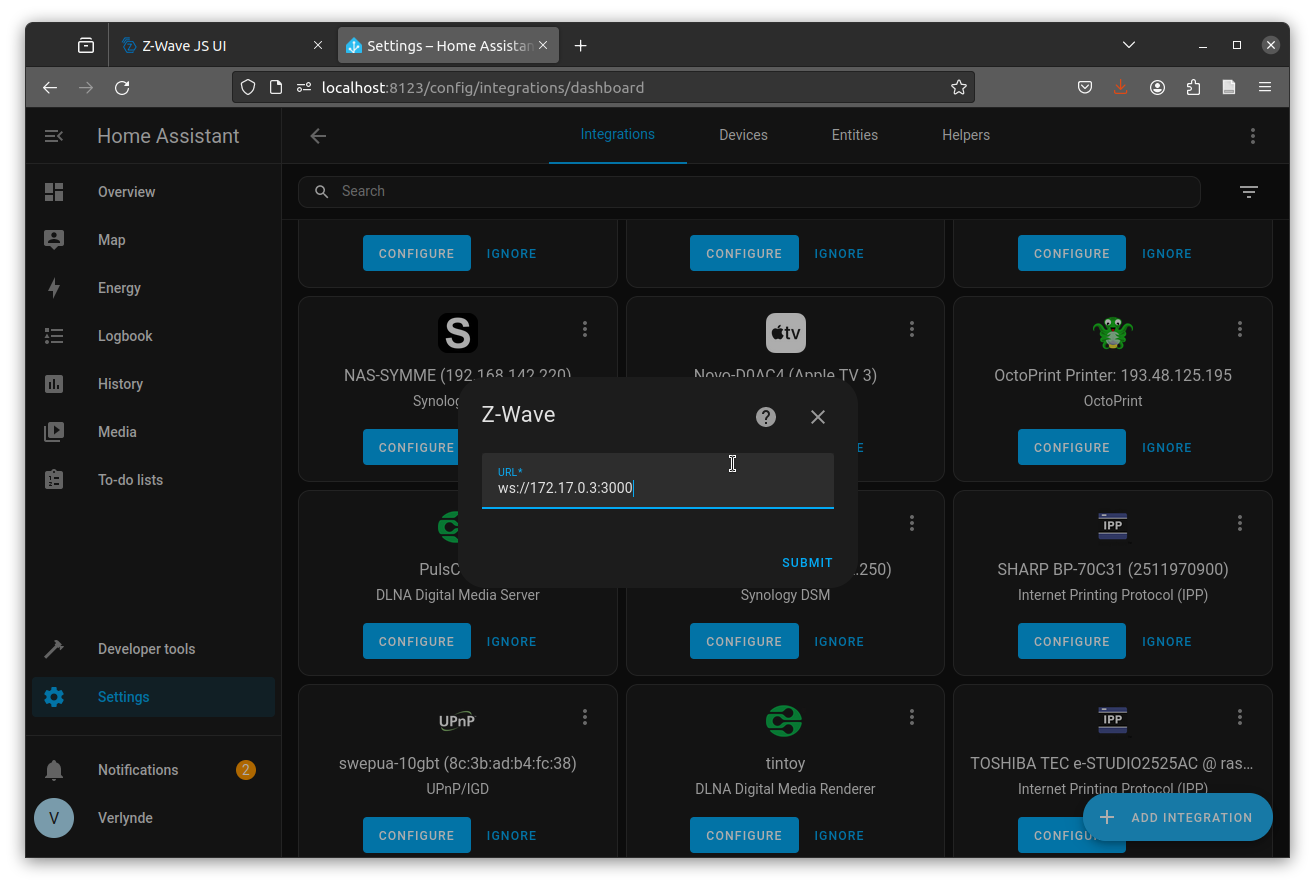 Z-Wave JS UI
Settings – Home Assistan
localhost:8123/config/integrations/dashboard
Home Assistant
Integrations
Devices
Entities
Helpers
Search
Overview
Map
Energy
Logbook
History
Media
To-do lists
Developer tools
Settings
Notifications
2
V
Verlynde
CONFIGURE IGNORE
CONFIGURE IGNORE
CONFIGURE IGNORE
S
NAS-SYMME (192.168.142.220)
Synolog
CONFIGURE
tv
Novo-D0AC4 (Apple TV 3)
OctoPrint Printer: 193.48.125.195
OctoPrint
CONFIGURE IGNORE
Z-Wave
URL*
ws://172.17.0.3:3000
SUBMIT
PulsC
DLNA Digital Media Server
CONFIGURE IGNORE
.250)
Synology DSM
CONFIGURE IGNORE
IPP
SHARP BP-70C31 (2511970900)
Internet Printing Protocol (IPP)
CONFIGURE IGNORE
UPnP
swepua-10gbt (8c:3b:ad:b4:fc:38)
UPnP/IGD
CONFIGURE IGNORE
tintoy
DLNA Digital Media Renderer
CONFIGURE IGNORE
IPP
TOSHIBA TEC e-STUDIO2525AC @ ras...
Internet Printing Protocol (IPP)
CONFIGU
ADD INTEGRATION